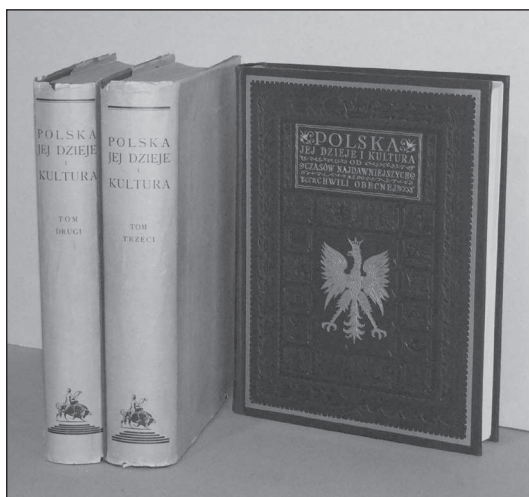 POLSKA
JEJ DZIEJE
I
KULTURA
TOM
DRUGI
POLSKA
JEJ DZIEJE
I
KULTURA
TOM
TRZECI
POLSKA
JEJ DZIEJE I KULTURA
OD
CZASÓW NAJDAWNIEJSZYCH
AŻ DO
CHWILI OBECNEJ